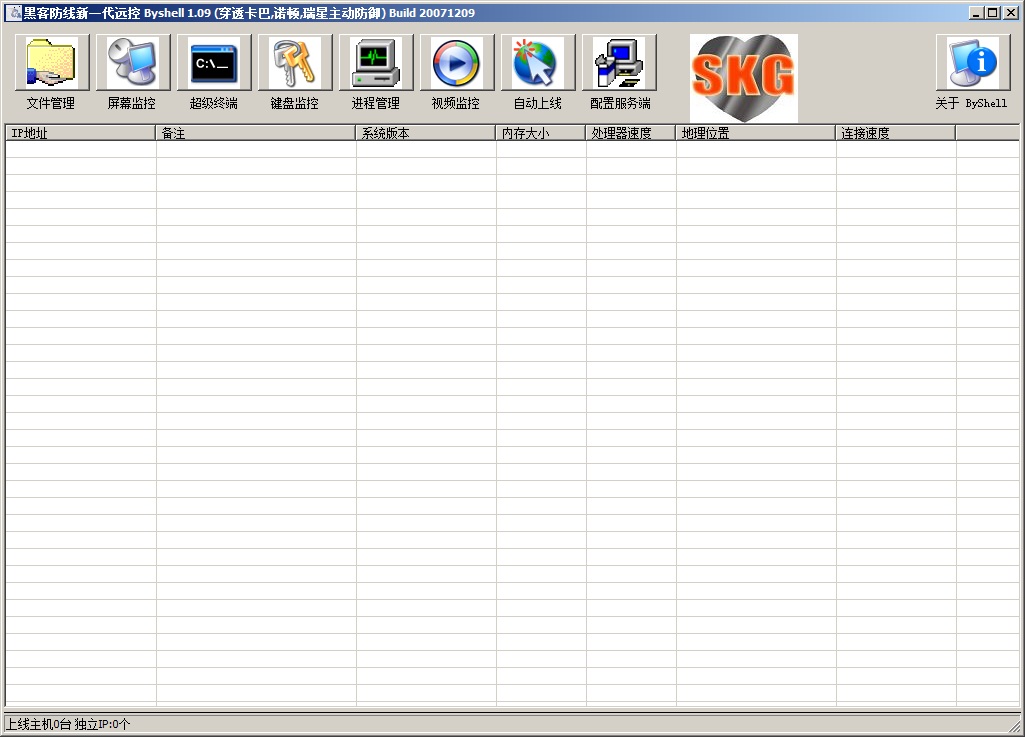 黑客防线新一代远控 Byshell 1.09 (穿透卡巴,诺顿,瑞星主动防御) Build 20071209
C:\_
SKG
文件管理 屏幕监控 超级终端 键盘监控 进程管理 视频监控 自动上线 配置服务端 关于 ByShell
IP地址 备注 系统版本 内存大小 处理器速度 地理位置 连接速度
上线主机0台 独立IP:0个